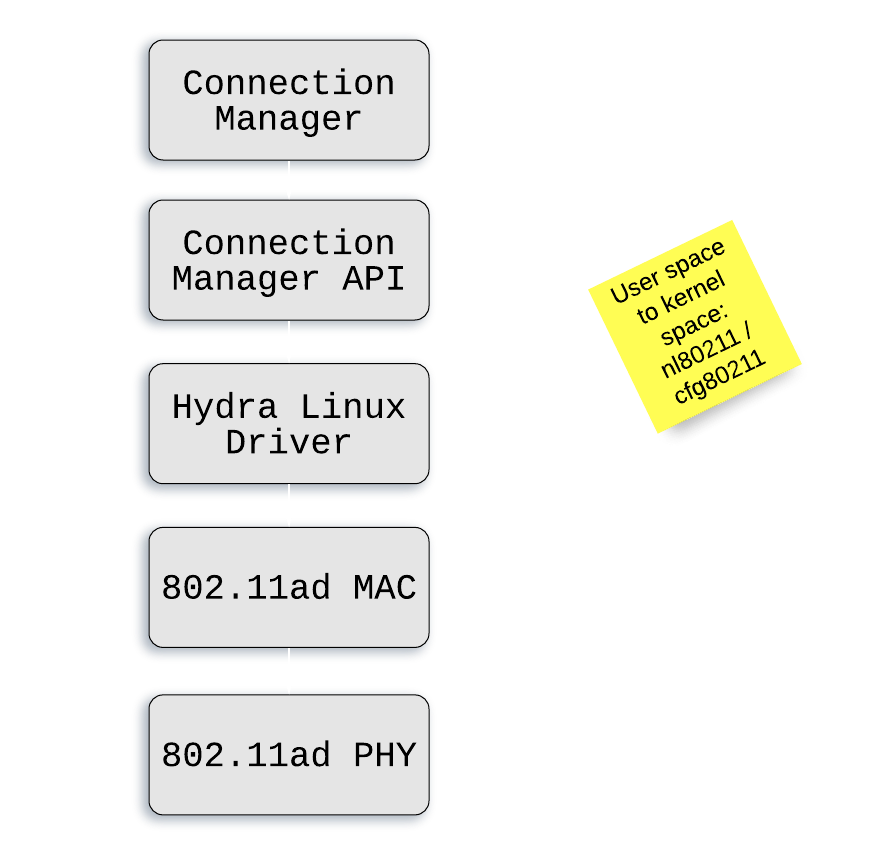 Connection
Manager
Connection
Manager API
User space
to kernel
space:
nl80211 /
cfg80211
Hydra Linux
Driver
802.11ad MAC
802.11ad PHY